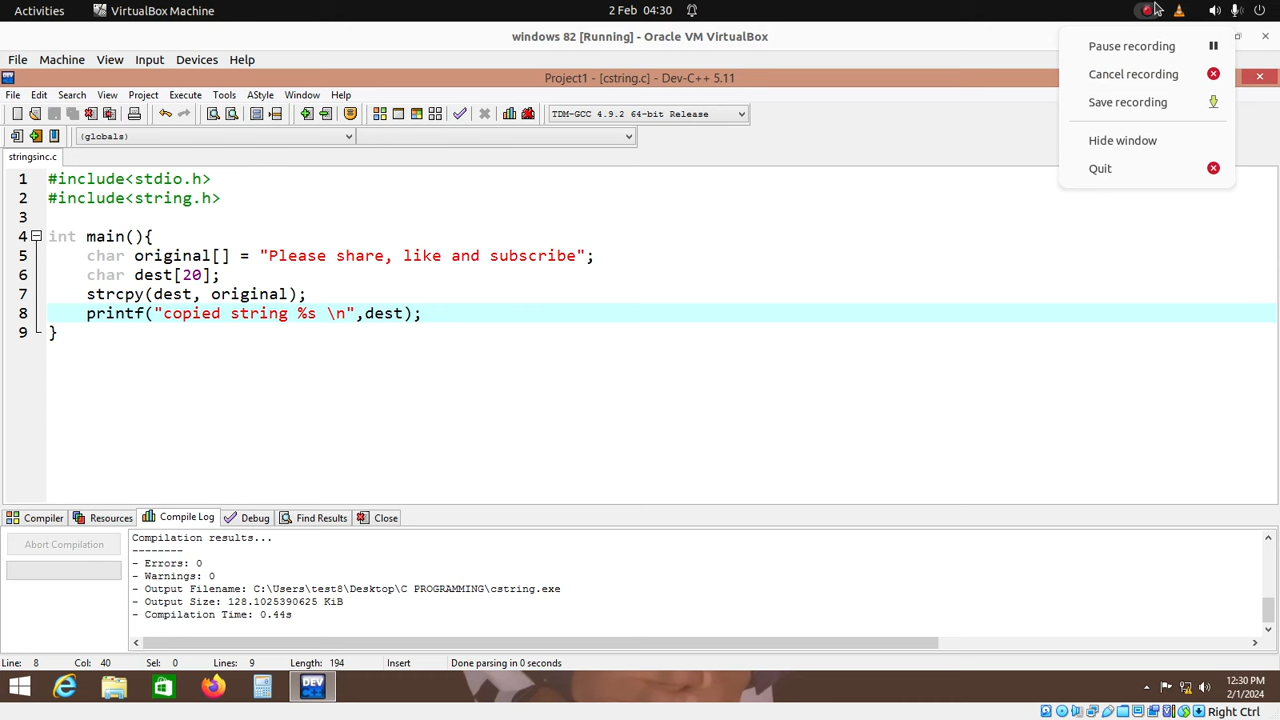 Activities VirtualBox Machine 2 Feb 04:30
windows 82 [Running] - Oracle VM VirtualBox
File Machine View Input Devices Help
Project1 - [cstring.c] - Dev-C++ 5.11
File Edit Search View Project Execute Tools AStyle Window Help
TDM-GCC 4.9.2 64-bit Release
(globals)
stringsinc.c
1 #include<stdio.h>
2 #include<string.h>
3
4 int main(){
5 char original[] = "Please share, like and subscribe";
6 char dest[20];
7 strcpy(dest, original);
8 printf("copied string %s \n",dest);
9 }
Pause recording
Cancel recording
Save recording
Hide window
Quit
Compiler Resources Compile Log Debug Find Results Close
Abort Compilation
Compilation results...
--------
- Errors: 0
- Warnings: 0
- Output Filename: C:\Users\test8\Desktop\C PROGRAMMING\cstring.exe
- Output Size: 128.1025390625 KiB
- Compilation Time: 0.44s
Line: 8 Col: 40 Sel: 0 Lines: 9 Length: 194 Insert Done parsing in 0 seconds
DEV
12:30 PM
2/1/2024
Right Ctrl